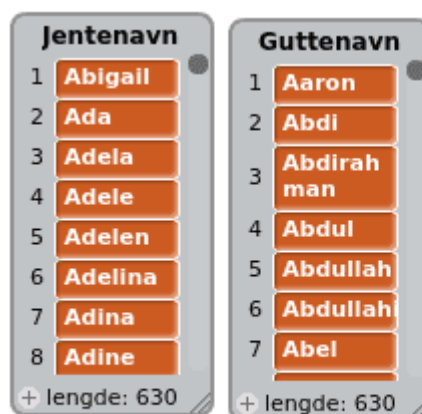 Jentenavn
1 Abigail
2 Ada
3 Adela
4 Adele
5 Adelen
6 Adelina
7 Adina
8 Adine
+ lengde: 630
Guttenavn
1 Aaron
2 Abdi
3 Abdirah
man
4 Abdul
5 Abdullah
6 Abdullahi
7 Abel
+ lengde: 630